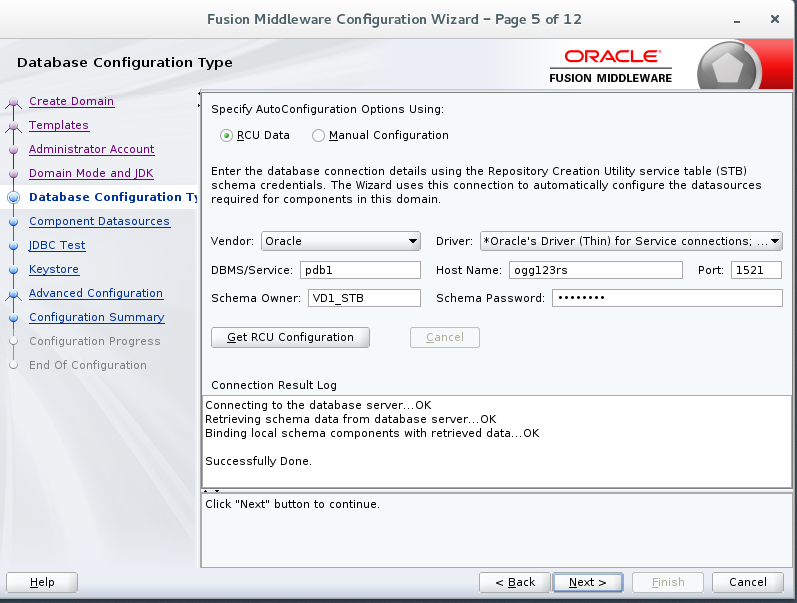 Fusion Middleware Configuration Wizard – Page 5 of 12
Database Configuration Type
ORACLE
FUSION MIDDLEWARE
Create Domain
Templates
Administrator Account
Domain Mode and JDK
Database Configuration Ty
Component Datasources
JDBC Test
Keystore
Advanced Configuration
Configuration Summary
Configuration Progress
End Of Configuration
Specify AutoConfiguration Options Using:
RCU Data Manual Configuration
Enter the database connection details using the Repository Creation Utility service table (STB)
schema credentials. The Wizard uses this connection to automatically configure the datasources
required for components in this domain.
Vendor: Oracle Driver: *Oracle's Driver (Thin) for Service connections; ...
DBMS/Service: pdb1 Host Name: ogg123rs Port: 1521
Schema Owner: VD1_STB Schema Password: ••••••••
Get RCU Configuration Cancel
Connection Result Log
Connecting to the database server...OK
Retrieving schema data from database server...OK
Binding local schema components with retrieved data...OK
Successfully Done.
Click "Next" button to continue.
Help < Back Next > Finish Cancel